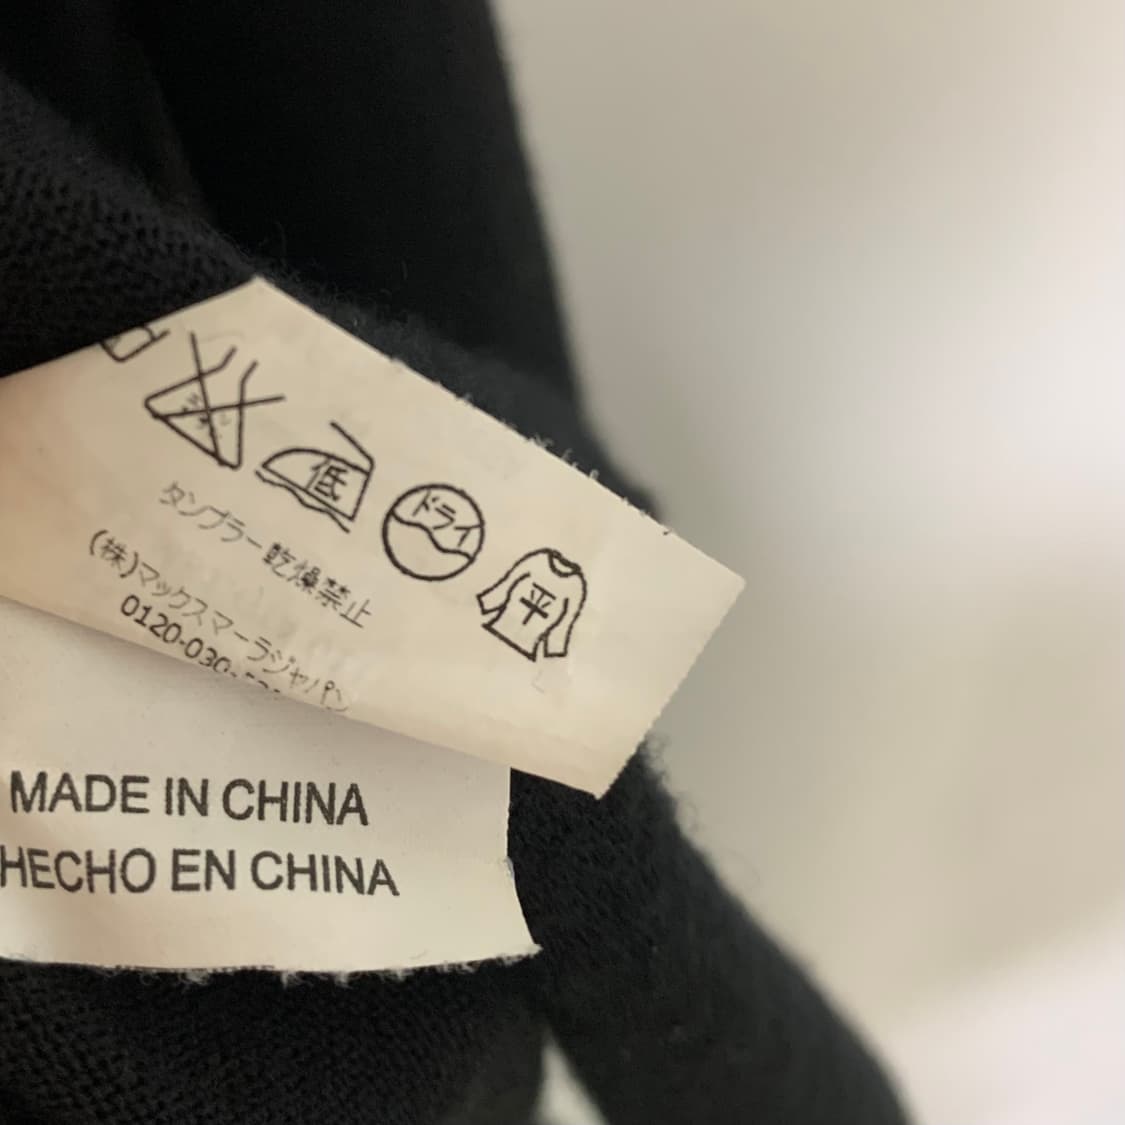 低
ドライ
平
タンブラー乾燥禁止
(株)マックスマーラジャパン
0120-030-
MADE IN CHINA
HECHO EN CHINA